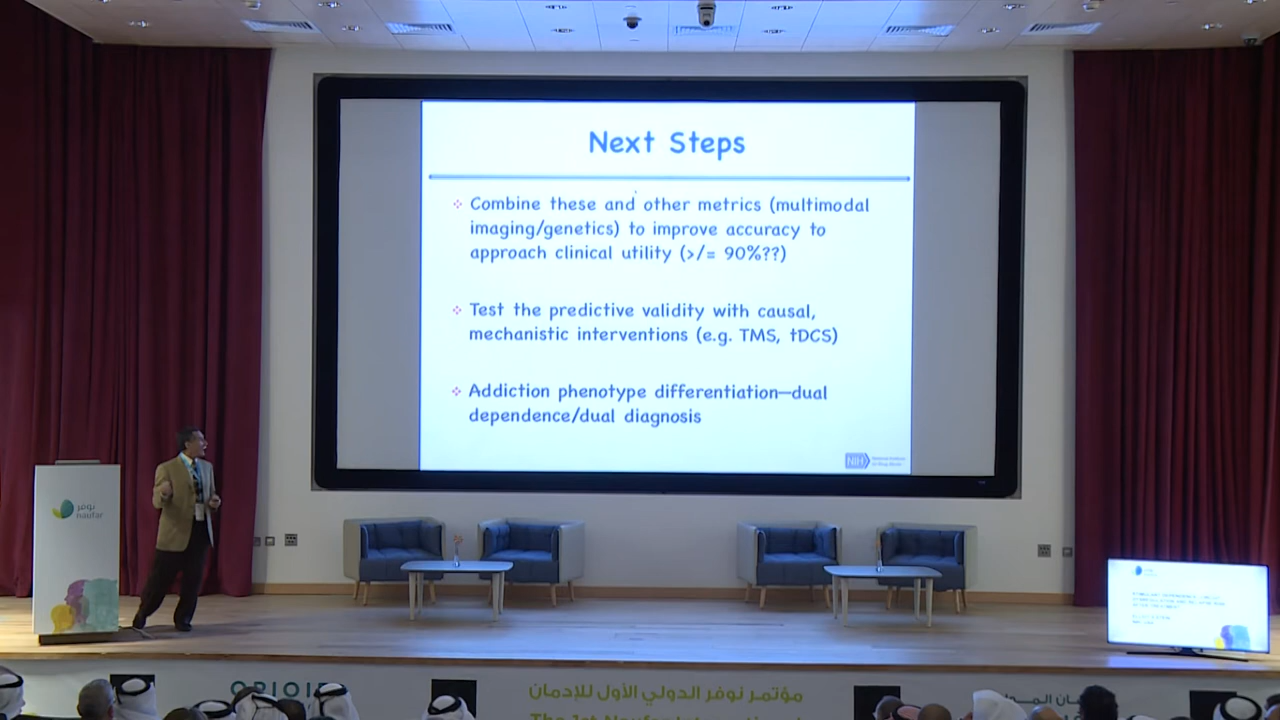 Next Steps
Combine these and other metrics (multimodal
imaging/genetics) to improve accuracy to
approach clinical utility (>/= 90%??)
Test the predictive validity with causal,
mechanistic interventions (e.g. TMS, tDCS)
Addiction phenotype differentiation—dual
dependence/dual diagnosis
NIH
نوفر
naufar
مؤتمر نوفر الدولي الأول للإدمان